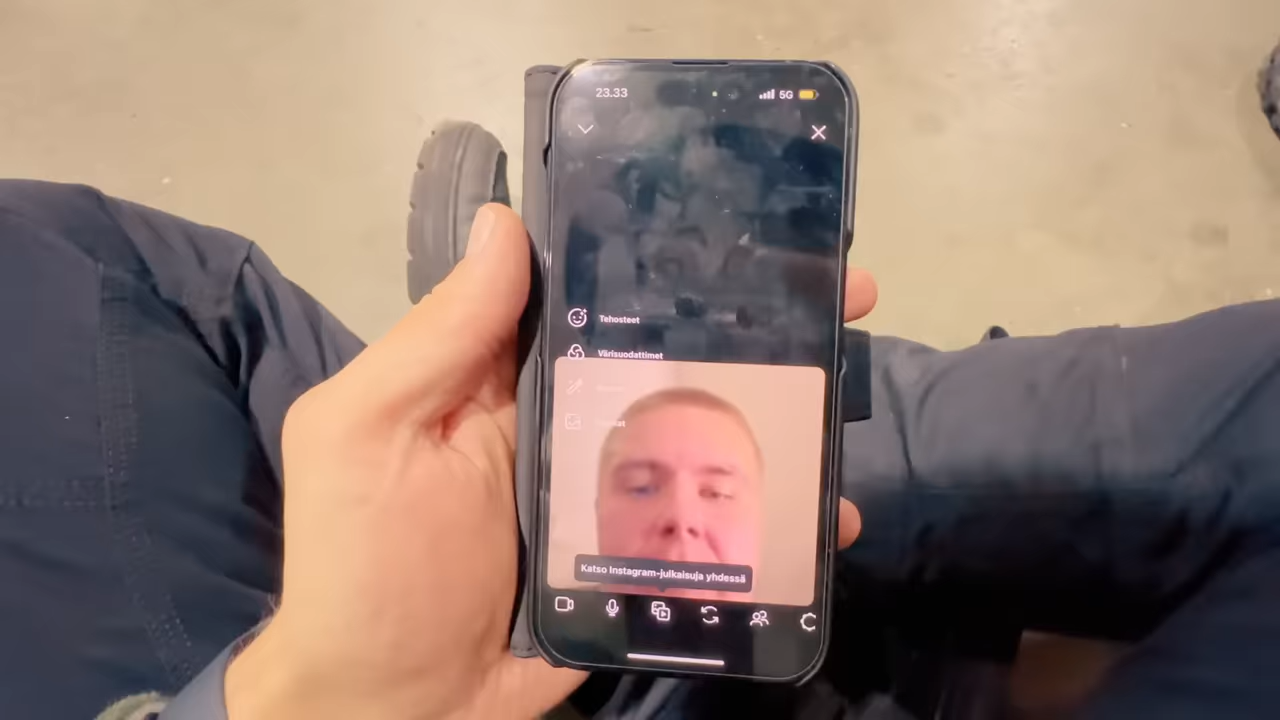 23.33
5G
Tehosteet
Värisuodattimet
Katso Instagram-julkaisuja yhdessä